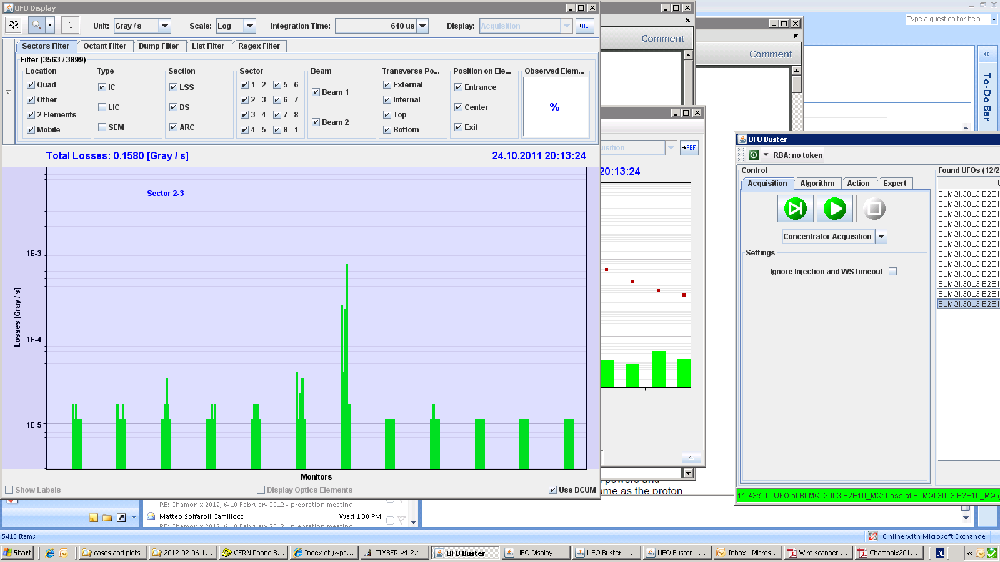 UFO Display
Unit: Gray / s Scale: Log Integration Time: 640 us Display: Acquisition →REF
Sectors Filter Octant Filter Dump Filter List Filter Regex Filter
Filter (3563 / 3899)
Location Type Section Sector Beam Transverse Po... Position on Ele... Observed Elem...
Quad IC LSS 1 - 2 5 - 6 Beam 1 External Entrance
Other LIC DS 2 - 3 6 - 7 Beam 2 Internal Center %
2 Elements SEM ARC 3 - 4 7 - 8 Top Exit
Mobile 4 - 5 8 - 1 Bottom
Total Losses: 0.1580 [Gray / s] 24.10.2011 20:13:24
Sector 2-3
1E-3
1E-4
1E-5
Losses [Gray / s]
Monitors
Show Labels Display Optics Elements Use DCUM
Comment
Comment
Type a question for help
«
To-Do Bar
isition →REF
20:13:24
powers and
ame as the proton
UFO Buster
RBA: no token
Control
Acquisition Algorithm Action Expert
Concentrator Acquisition
Settings
Ignore Injection and WS timeout
Found UFOs (12/2
BLMQI.30L3.B2E1
BLMQI.30L3.B2E1
BLMQI.30L3.B2E1
BLMQI.30L3.B2E1
BLMQI.30L3.B2E1
BLMQI.30L3.B2E1
BLMQI.30L3.B2E1
BLMQI.30L3.B2E1
BLMQI.30L3.B2E1
BLMQI.30L3.B2E1
BLMQI.30L3.B2E1
BLMQI.30L3.B2E1
11:43:50 - UFO at BLMQI.30L3.B2E10_MQ: Loss at BLMQI.30L3.B2E10_MQ (
RE: Chamonix 2012, 6-10 February 2012 - prepration meeting
Matteo Solfaroli Camillocci Wed 1:38 PM
RE: Chamonix 2012, 6-10 February 2012 - prepration meeting
5413 Items Online with Microsoft Exchange
Start cases and plots 2012-02-06-1... CERN Phone B... Index of /~pc... TIMBER v4.2.4 UFO Buster UFO Display UFO Buster - ... UFO Buster - ... Inbox - Micros... Wire scanner ... Chamonix201... DE «